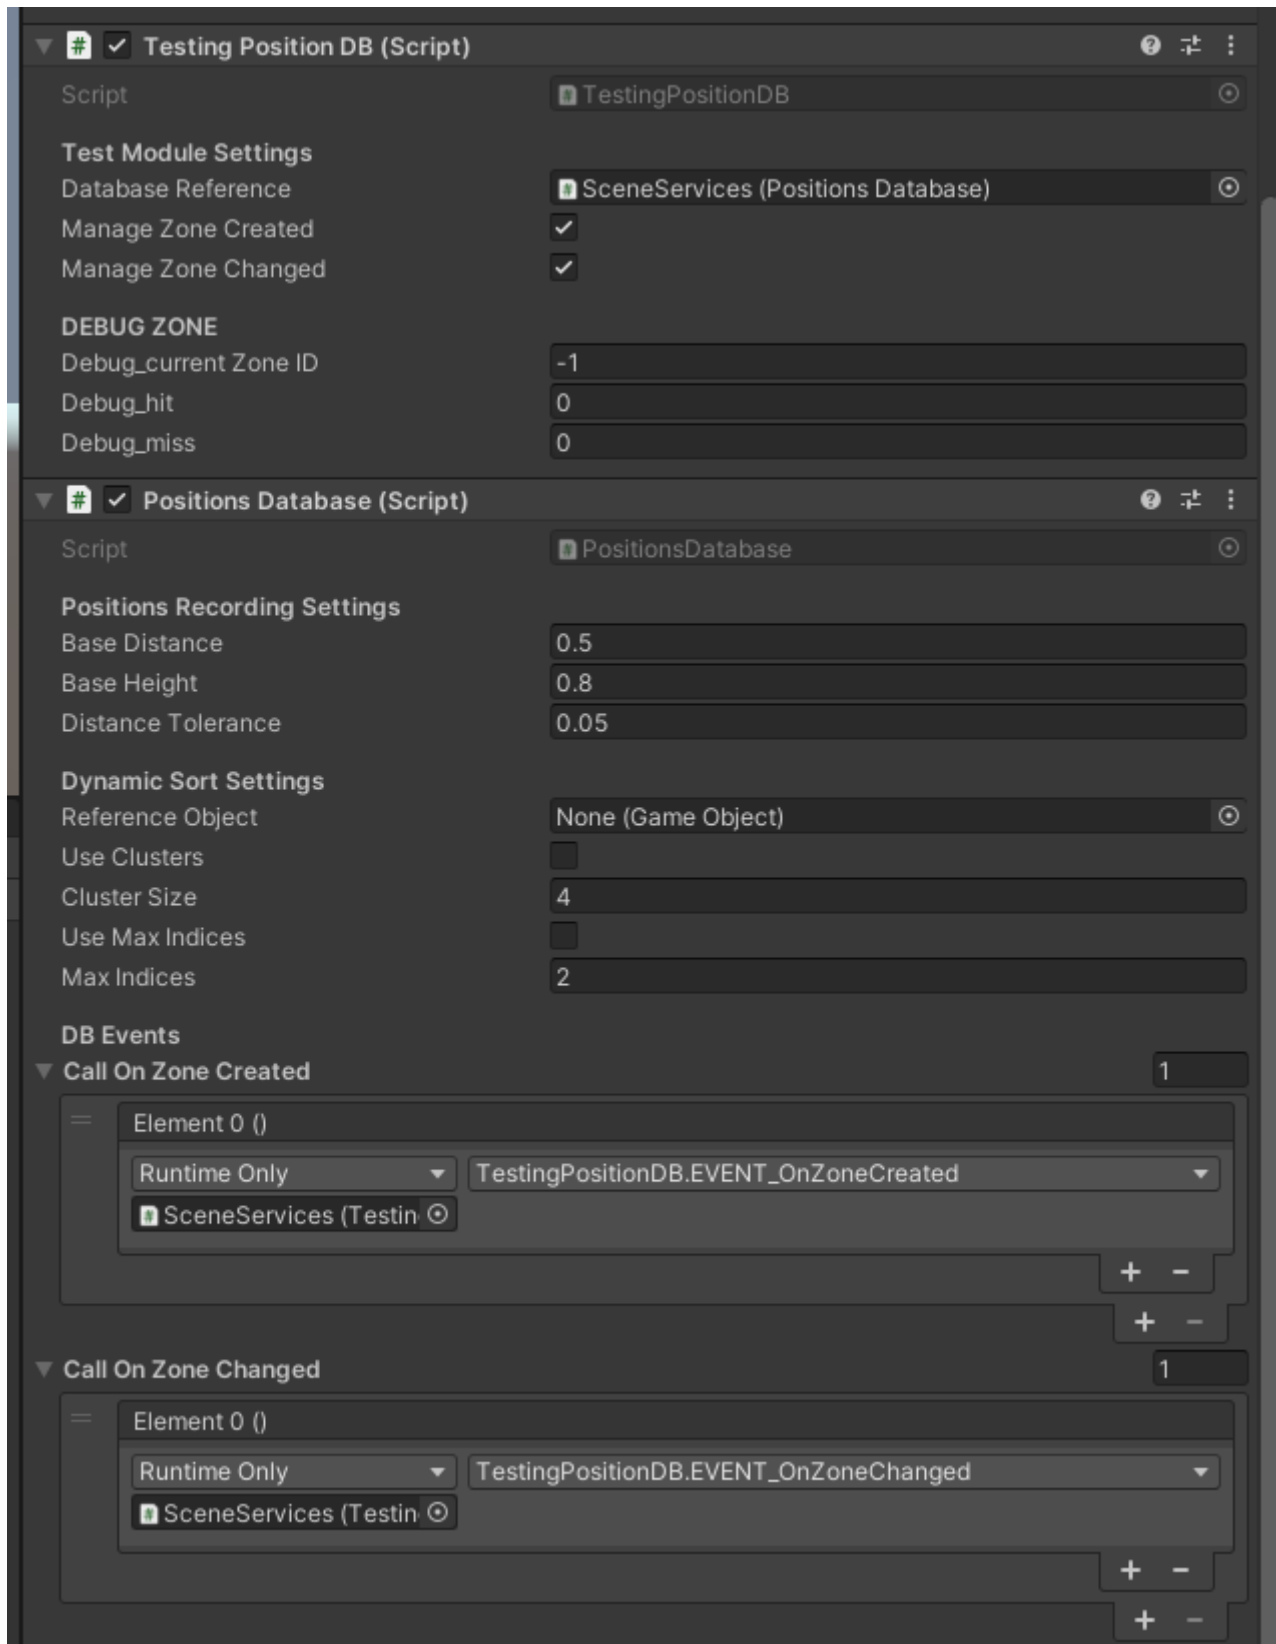 Testing Position DB (Script)
Script TestingPositionDB
Test Module Settings
Database Reference SceneServices (Positions Database)
Manage Zone Created
Manage Zone Changed
DEBUG ZONE
Debug_current Zone ID -1
Debug_hit 0
Debug_miss 0
Positions Database (Script)
Script PositionsDatabase
Positions Recording Settings
Base Distance 0.5
Base Height 0.8
Distance Tolerance 0.05
Dynamic Sort Settings
Reference Object None (Game Object)
Use Clusters
Cluster Size 4
Use Max Indices
Max Indices 2
DB Events
Call On Zone Created 1
Element 0 ()
Runtime Only TestingPositionDB.EVENT_OnZoneCreated
SceneServices (Testin
Call On Zone Changed 1
Element 0 ()
Runtime Only TestingPositionDB.EVENT_OnZoneChanged
SceneServices (Testin